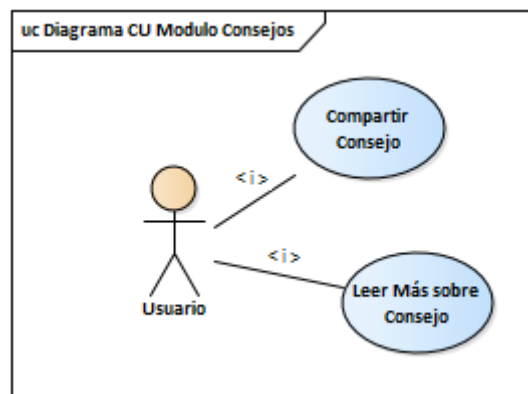 uc Diagrama CU Modulo Consejos
Compartir
Consejo
<i>
<i>
Leer Más sobre
Consejo
Usuario